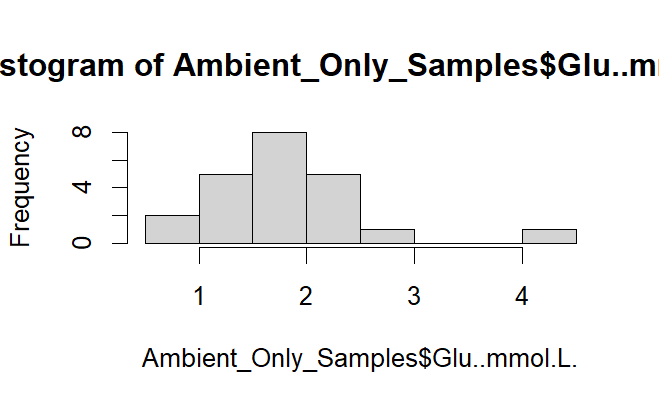 stogram of Ambient_Only_Samples$Glu..m
Frequency
8
4
0
1 2 3 4
Ambient_Only_Samples$Glu..mmol.L.